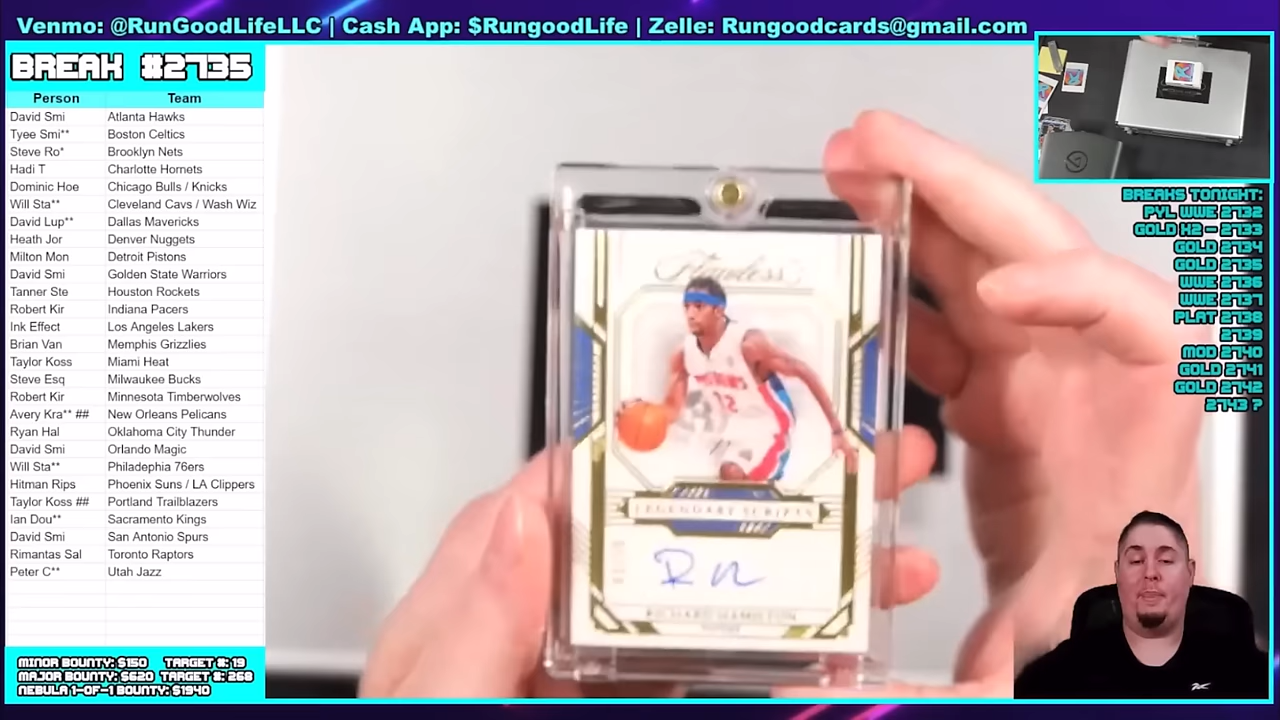 Venmo: @RunGoodLifeLLC | Cash App: $RungoodLife | Zelle: Rungoodcards@gmail.com
BREAK #2735
Person Team
David Smi Atlanta Hawks
Tyee Smi** Boston Celtics
Steve Ro* Brooklyn Nets
Hadi T Charlotte Hornets
Dominic Hoe Chicago Bulls / Knicks
Will Sta** Cleveland Cavs / Wash Wiz
David Lup** Dallas Mavericks
Heath Jor Denver Nuggets
Milton Mon Detroit Pistons
David Smi Golden State Warriors
Tanner Ste Houston Rockets
Robert Kir Indiana Pacers
Ink Effect Los Angeles Lakers
Brian Van Memphis Grizzlies
Taylor Koss Miami Heat
Steve Esq Milwaukee Bucks
Robert Kir Minnesota Timberwolves
Avery Kra** ## New Orleans Pelicans
Ryan Hal Oklahoma City Thunder
David Smi Orlando Magic
Will Sta** Philadephia 76ers
Hitman Rips Phoenix Suns / LA Clippers
Taylor Koss ## Portland Trailblazers
Ian Dou** Sacramento Kings
David Smi San Antonio Spurs
Rimantas Sal Toronto Raptors
Peter C** Utah Jazz
MINOR BOUNTY: $150 TARGET #: 19
MAJOR BOUNTY: $620 TARGET #: 268
NEBULA 1-OF-1 BOUNTY: $1940
Flawless
PISTONS
12
LEGENDARY SCRIPTS
RICHARD HAMILTON
BREAKS TONIGHT:
PYL WWE 2732
GOLD H2 - 2733
GOLD 2734
GOLD 2735
WWE 2736
WWE 2737
PLAT 2738
2739
MOD 2740
GOLD 2741
GOLD 2742
2743 ?